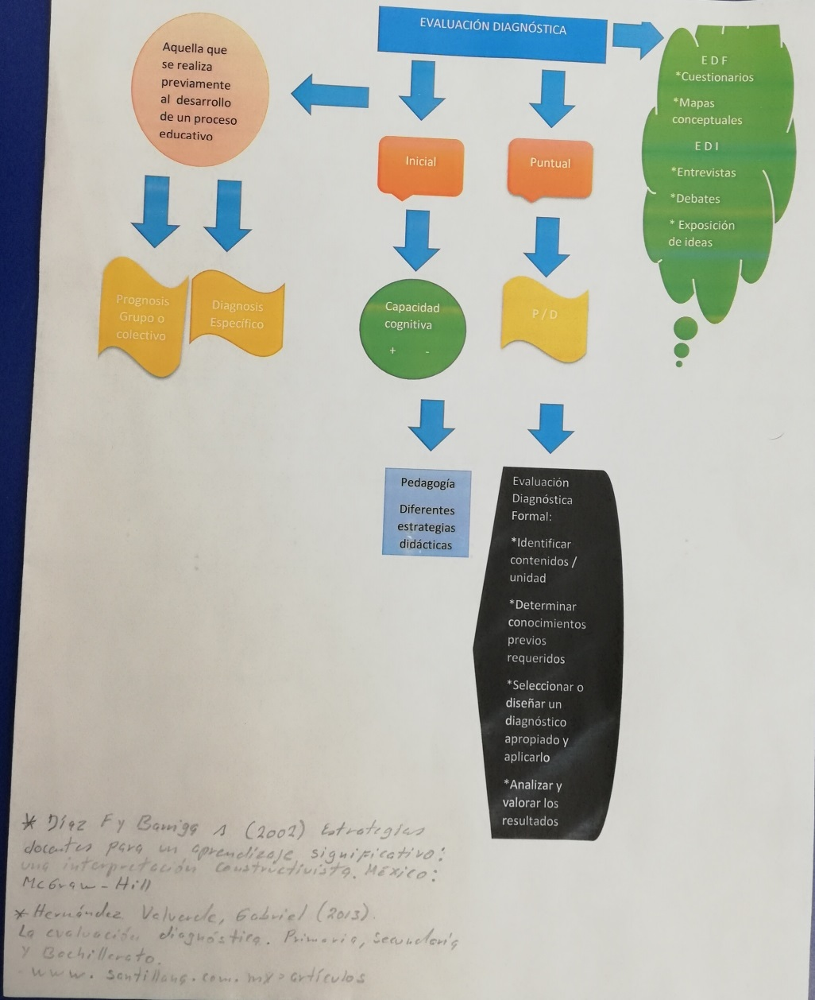 EVALUACIÓN DIAGNÓSTICA
Aquella que
se realiza
previamente
al desarrollo
de un proceso
educativo
Prognosis
Grupo o
colectivo
Diagnosis
Específico
Inicial
Capacidad
cognitiva
+ -
Pedagogía
Diferentes
estrategias
didácticas
Puntual
P / D
Evaluación
Diagnóstica
Formal:
*Identificar
contenidos /
unidad
*Determinar
conocimientos
previos
requeridos
*Seleccionar o
diseñar un
diagnóstico
apropiado y
aplicarlo
*Analizar y
valorar los
resultados
E D F
*Cuestionarios
*Mapas
conceptuales
E D I
*Entrevistas
*Debates
* Exposición
de ideas
* Díaz F y Barriga A (2002) Estrategias
docentes para un aprendizaje significativo:
una interpretación constructivista. México:
McGraw-Hill
* Hernández Valverde, Gabriel (2013).
La evaluación diagnóstica. Primaria, Secundaria
y Bachillerato.
www.santillana.com.mx>artículos